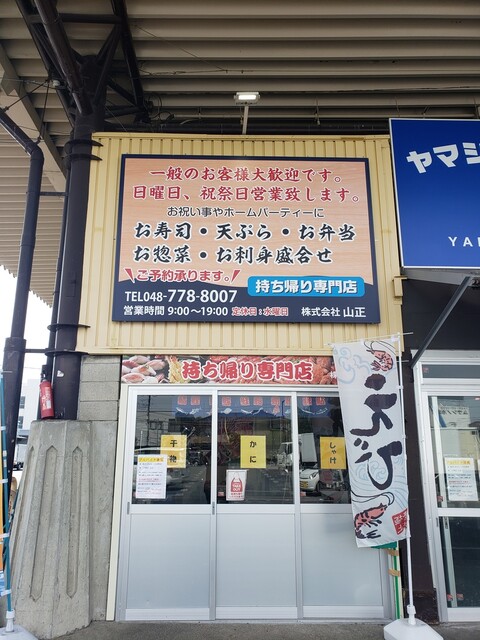 一般のお客様大歓迎です。
日曜日、祝祭日営業致します。
お祝い事やホームパーティーに
お寿司・天ぷら・お弁当
お惣菜・お刺身盛合せ
ご予約承ります。
持ち帰り専門店
TEL048-778-8007
営業時間 9:00〜19:00 定休日：水曜日 株式会社 山正
ヤマシ
YA
持ち帰り専門店
干物
かに
しゃけ
えび